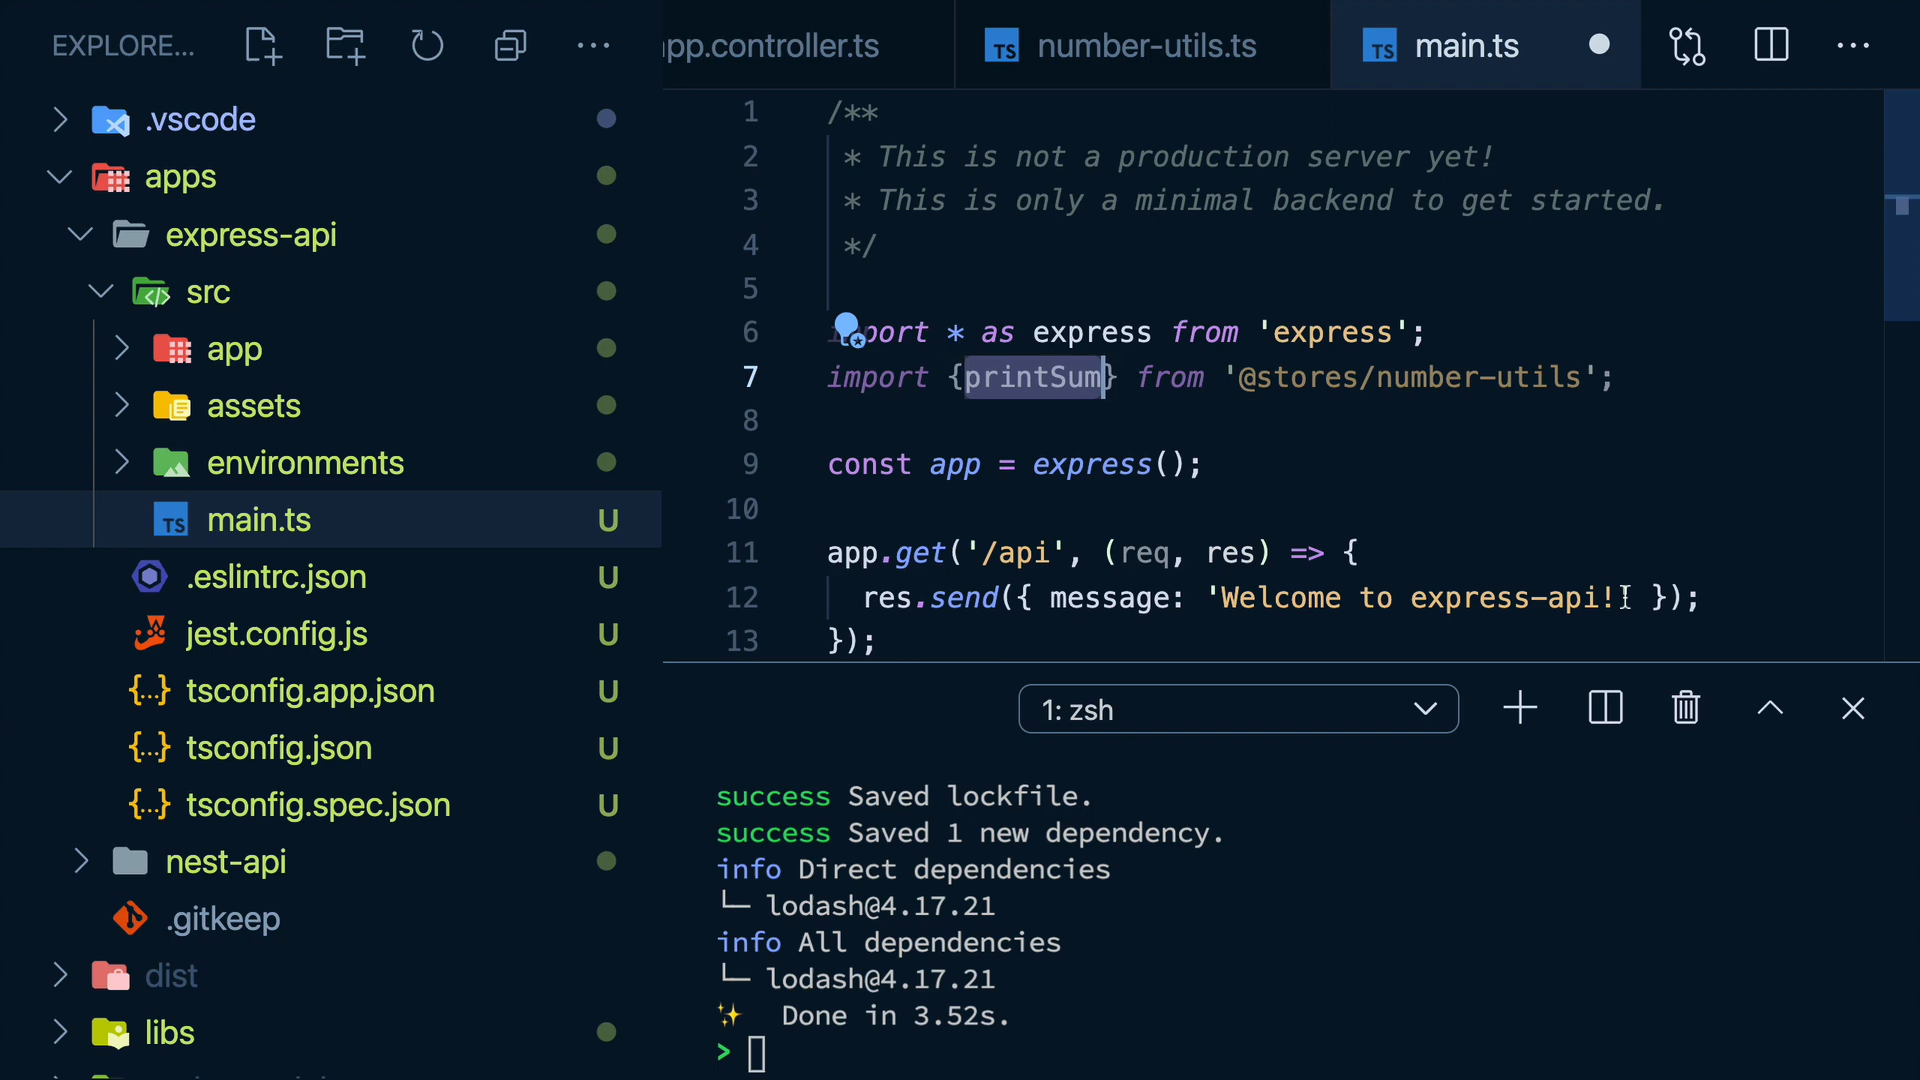 EXPLORE...
.vscode
apps
express-api
src
app
assets
environments
TS main.ts U
.eslintrc.json U
jest.config.js U
{...} tsconfig.app.json U
{...} tsconfig.json U
{...} tsconfig.spec.json U
nest-api
.gitkeep
dist
libs
pp.controller.ts
TS number-utils.ts
TS main.ts
1 /**
2 * This is not a production server yet!
3 * This is only a minimal backend to get started.
4 */
5
6 import * as express from 'express';
7 import {printSum} from '@stores/number-utils';
8
9 const app = express();
10
11 app.get('/api', (req, res) => {
12 res.send({ message: 'Welcome to express-api! });
13 });
1: zsh
success Saved lockfile.
success Saved 1 new dependency.
info Direct dependencies
└─ lodash@4.17.21
info All dependencies
└─ lodash@4.17.21
✨ Done in 3.52s.
>